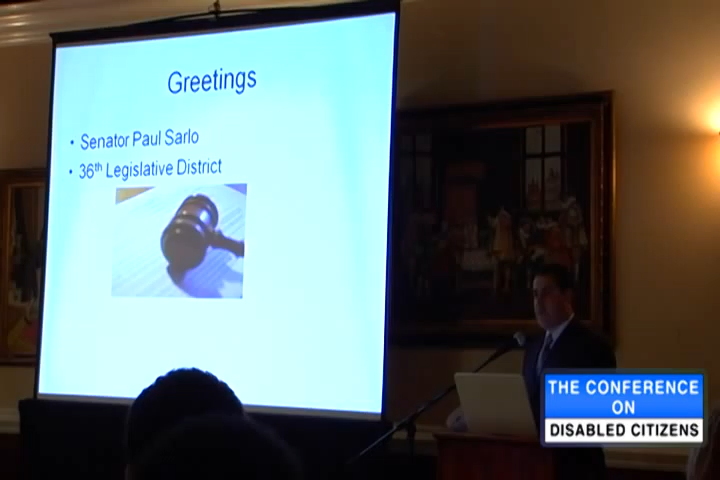 Greetings
• Senator Paul Sarlo
• 36th Legislative District
THE CONFERENCE
ON
DISABLED CITIZENS